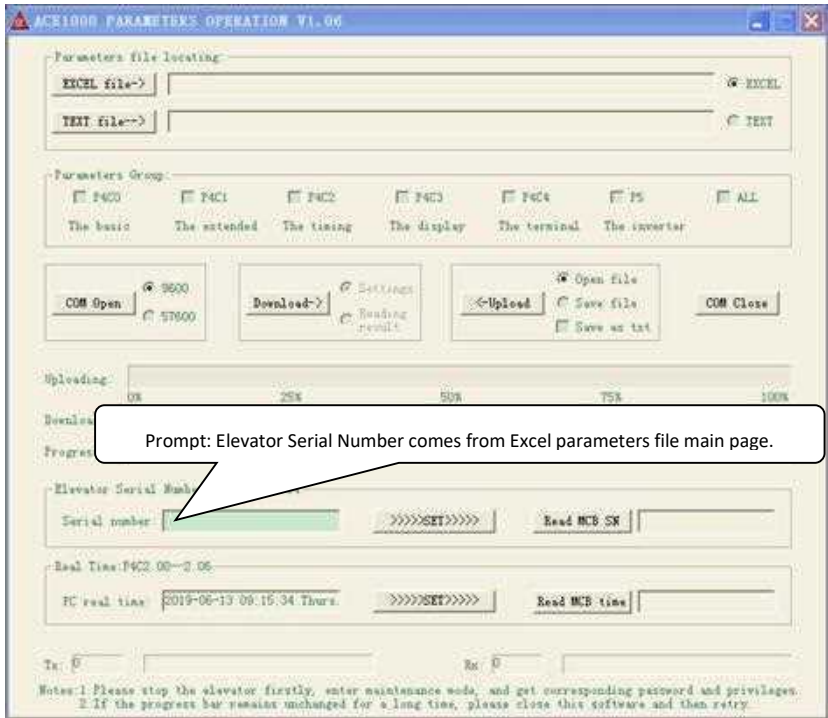 ACE1000 PARAMETERS OPERATION V1.06
Parameters file locating:
EXCEL file->
EXCEL
TEXT file-->
TEXT
Parameters Group:
P4C0 P4C1 P4C2 P4C3 P4C4 P5 ALL
The basic The extended The timing The display The terminal The inverter
COM Open
9600
57600
Download->
Settings
Reading result
<-Upload
Open file
Save file
Save as txt
COM Close
Uploading:
0% 25% 50% 75% 100%
Prompt: Elevator Serial Number comes from Excel parameters file main page.
Elevator Serial
Serial number:
>>>>>SET>>>>>
Read MCB SN
Real Time:P4C2.00--2.06
PC real time: 2019-06-13 09:15:34 Thurs.
>>>>>SET>>>>>
Read MCB time
Tx: 0 Rx: 0
Notes:1 Please stop the elevator firstly, enter maintenance mode, and get corresponding password and privileges.
2 If the progress bar remains unchanged for a long time, please close this software and then retry.